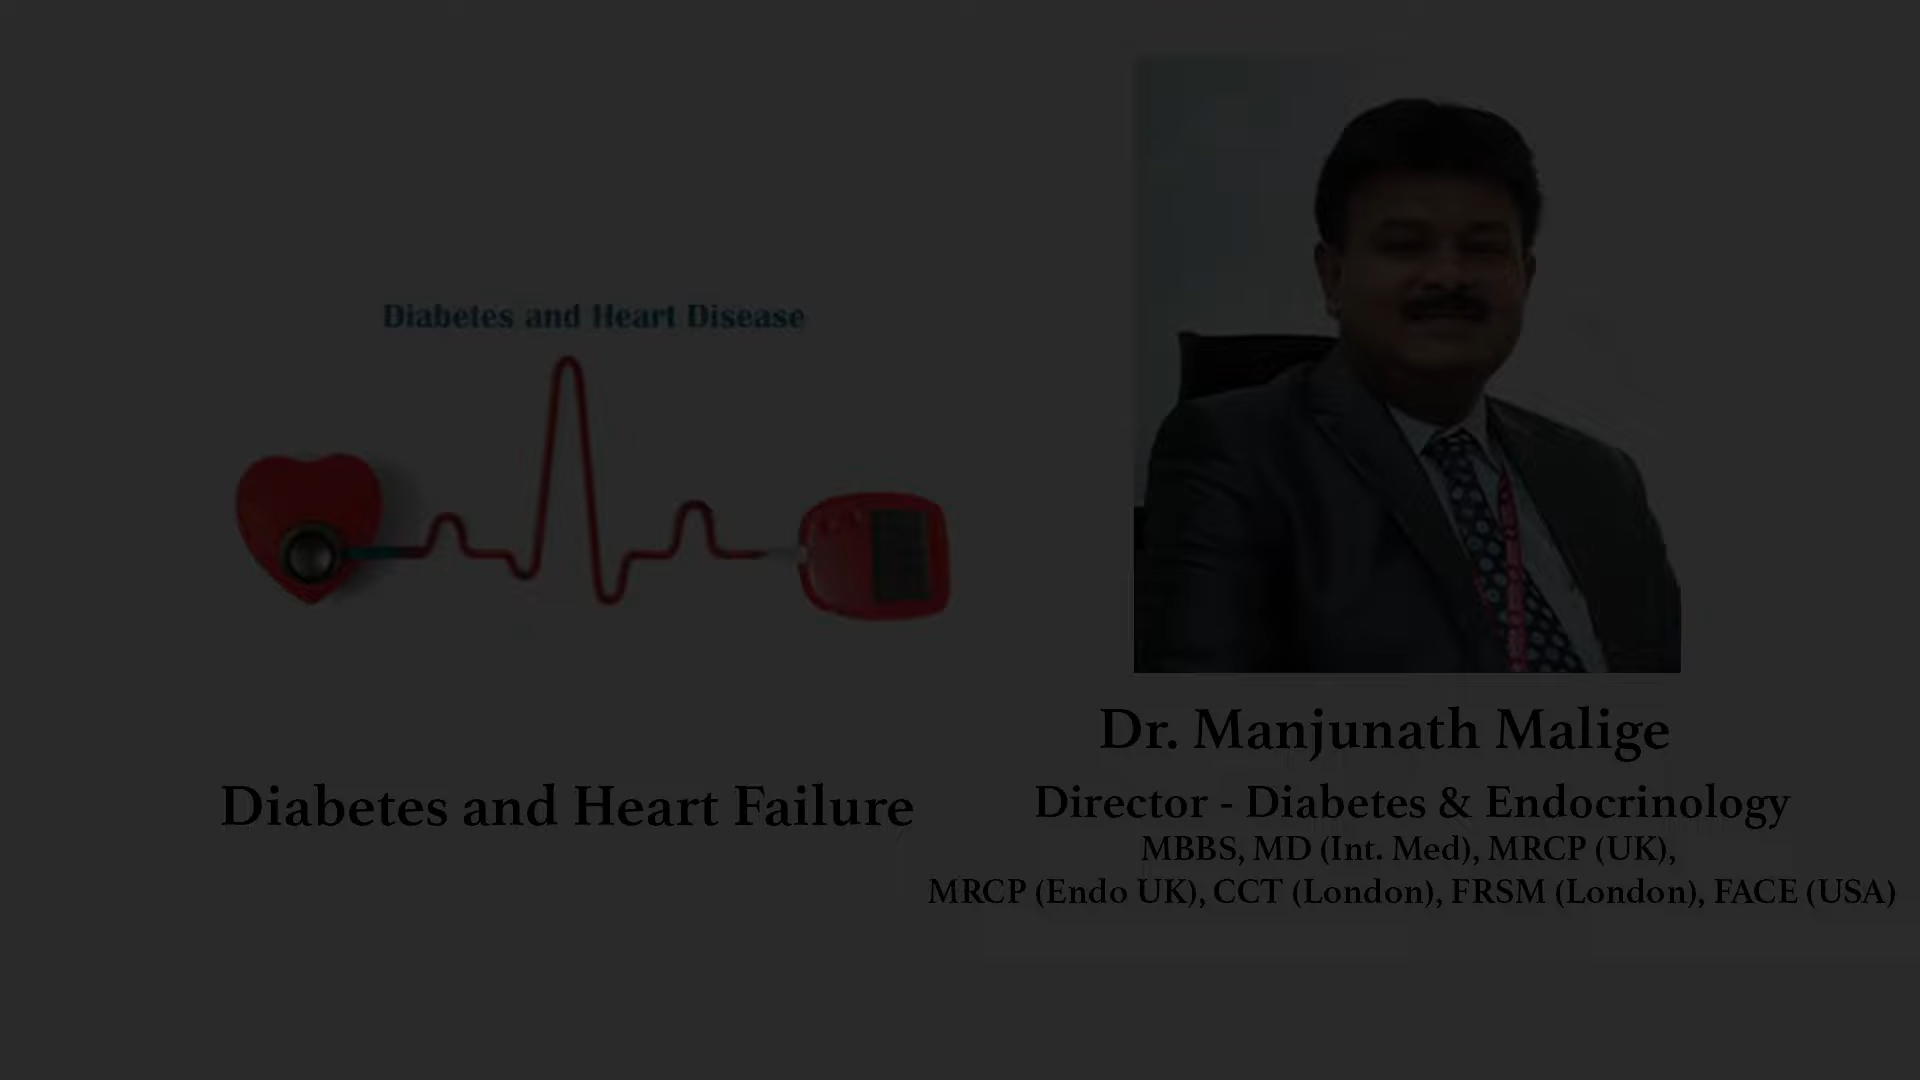 Diabetes and Heart Disease
Diabetes and Heart Failure
Dr. Manjunath Malige
Director - Diabetes & Endocrinology
MBBS, MD (Int. Med), MRCP (UK),
MRCP (Endo UK), CCT (London), FRSM (London), FACE (USA)